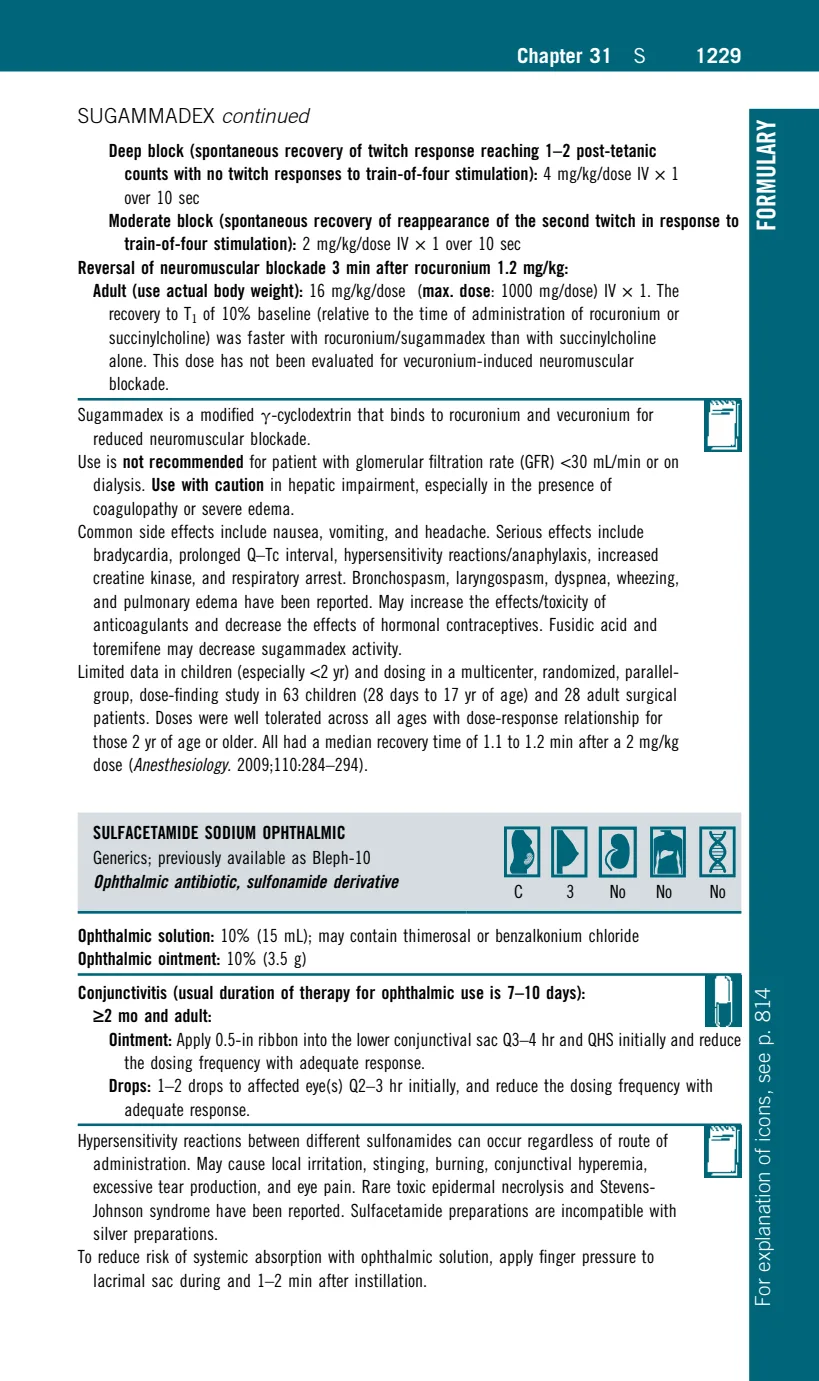 Chapter 31 S 1229
SUGAMMADEX continued
Deep block (spontaneous recovery of twitch response reaching 1–2 post-tetanic
counts with no twitch responses to train-of-four stimulation): 4 mg/kg/dose IV × 1
over 10 sec
Moderate block (spontaneous recovery of reappearance of the second twitch in response to
train-of-four stimulation): 2 mg/kg/dose IV × 1 over 10 sec
Reversal of neuromuscular blockade 3 min after rocuronium 1.2 mg/kg:
Adult (use actual body weight): 16 mg/kg/dose (max. dose: 1000 mg/dose) IV × 1. The
recovery to T1 of 10% baseline (relative to the time of administration of rocuronium or
succinylcholine) was faster with rocuronium/sugammadex than with succinylcholine
alone. This dose has not been evaluated for vecuronium-induced neuromuscular
blockade.
Sugammadex is a modified γ-cyclodextrin that binds to rocuronium and vecuronium for
reduced neuromuscular blockade.
Use is not recommended for patient with glomerular filtration rate (GFR) <30 mL/min or on
dialysis. Use with caution in hepatic impairment, especially in the presence of
coagulopathy or severe edema.
Common side effects include nausea, vomiting, and headache. Serious effects include
bradycardia, prolonged Q–Tc interval, hypersensitivity reactions/anaphylaxis, increased
creatine kinase, and respiratory arrest. Bronchospasm, laryngospasm, dyspnea, wheezing,
and pulmonary edema have been reported. May increase the effects/toxicity of
anticoagulants and decrease the effects of hormonal contraceptives. Fusidic acid and
toremifene may decrease sugammadex activity.
Limited data in children (especially <2 yr) and dosing in a multicenter, randomized, parallel-
group, dose-finding study in 63 children (28 days to 17 yr of age) and 28 adult surgical
patients. Doses were well tolerated across all ages with dose-response relationship for
those 2 yr of age or older. All had a median recovery time of 1.1 to 1.2 min after a 2 mg/kg
dose (Anesthesiology. 2009;110:284–294).
SULFACETAMIDE SODIUM OPHTHALMIC
Generics; previously available as Bleph-10
Ophthalmic antibiotic, sulfonamide derivative
C 3 No No No
Ophthalmic solution: 10% (15 mL); may contain thimerosal or benzalkonium chloride
Ophthalmic ointment: 10% (3.5 g)
Conjunctivitis (usual duration of therapy for ophthalmic use is 7–10 days):
≥2 mo and adult:
Ointment: Apply 0.5-in ribbon into the lower conjunctival sac Q3–4 hr and QHS initially and reduce
the dosing frequency with adequate response.
Drops: 1–2 drops to affected eye(s) Q2–3 hr initially, and reduce the dosing frequency with
adequate response.
Hypersensitivity reactions between different sulfonamides can occur regardless of route of
administration. May cause local irritation, stinging, burning, conjunctival hyperemia,
excessive tear production, and eye pain. Rare toxic epidermal necrolysis and Stevens-
Johnson syndrome have been reported. Sulfacetamide preparations are incompatible with
silver preparations.
To reduce risk of systemic absorption with ophthalmic solution, apply finger pressure to
lacrimal sac during and 1–2 min after instillation.
FORMULARY
For explanation of icons, see p. 814